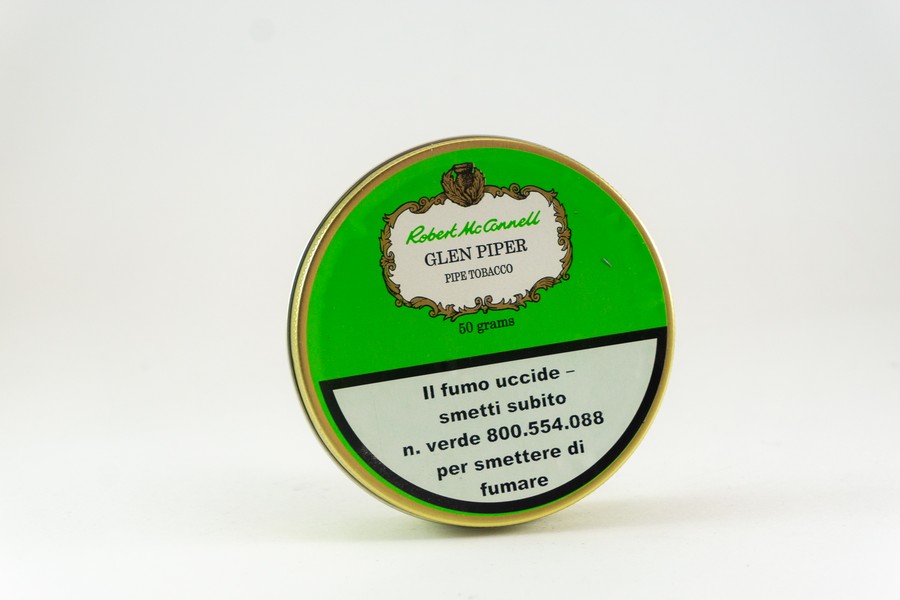 Robert McConnell
GLEN PIPER
PIPE TOBACCO
50 grams
Il fumo uccide –
smetti subito
n. verde 800.554.088
per smettere di
fumare